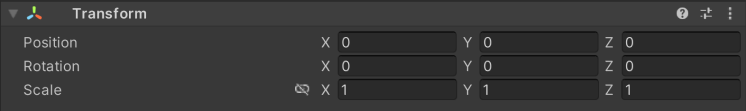 Transform
Position X 0 Y 0 Z 0
Rotation X 0 Y 0 Z 0
Scale X 1 Y 1 Z 1